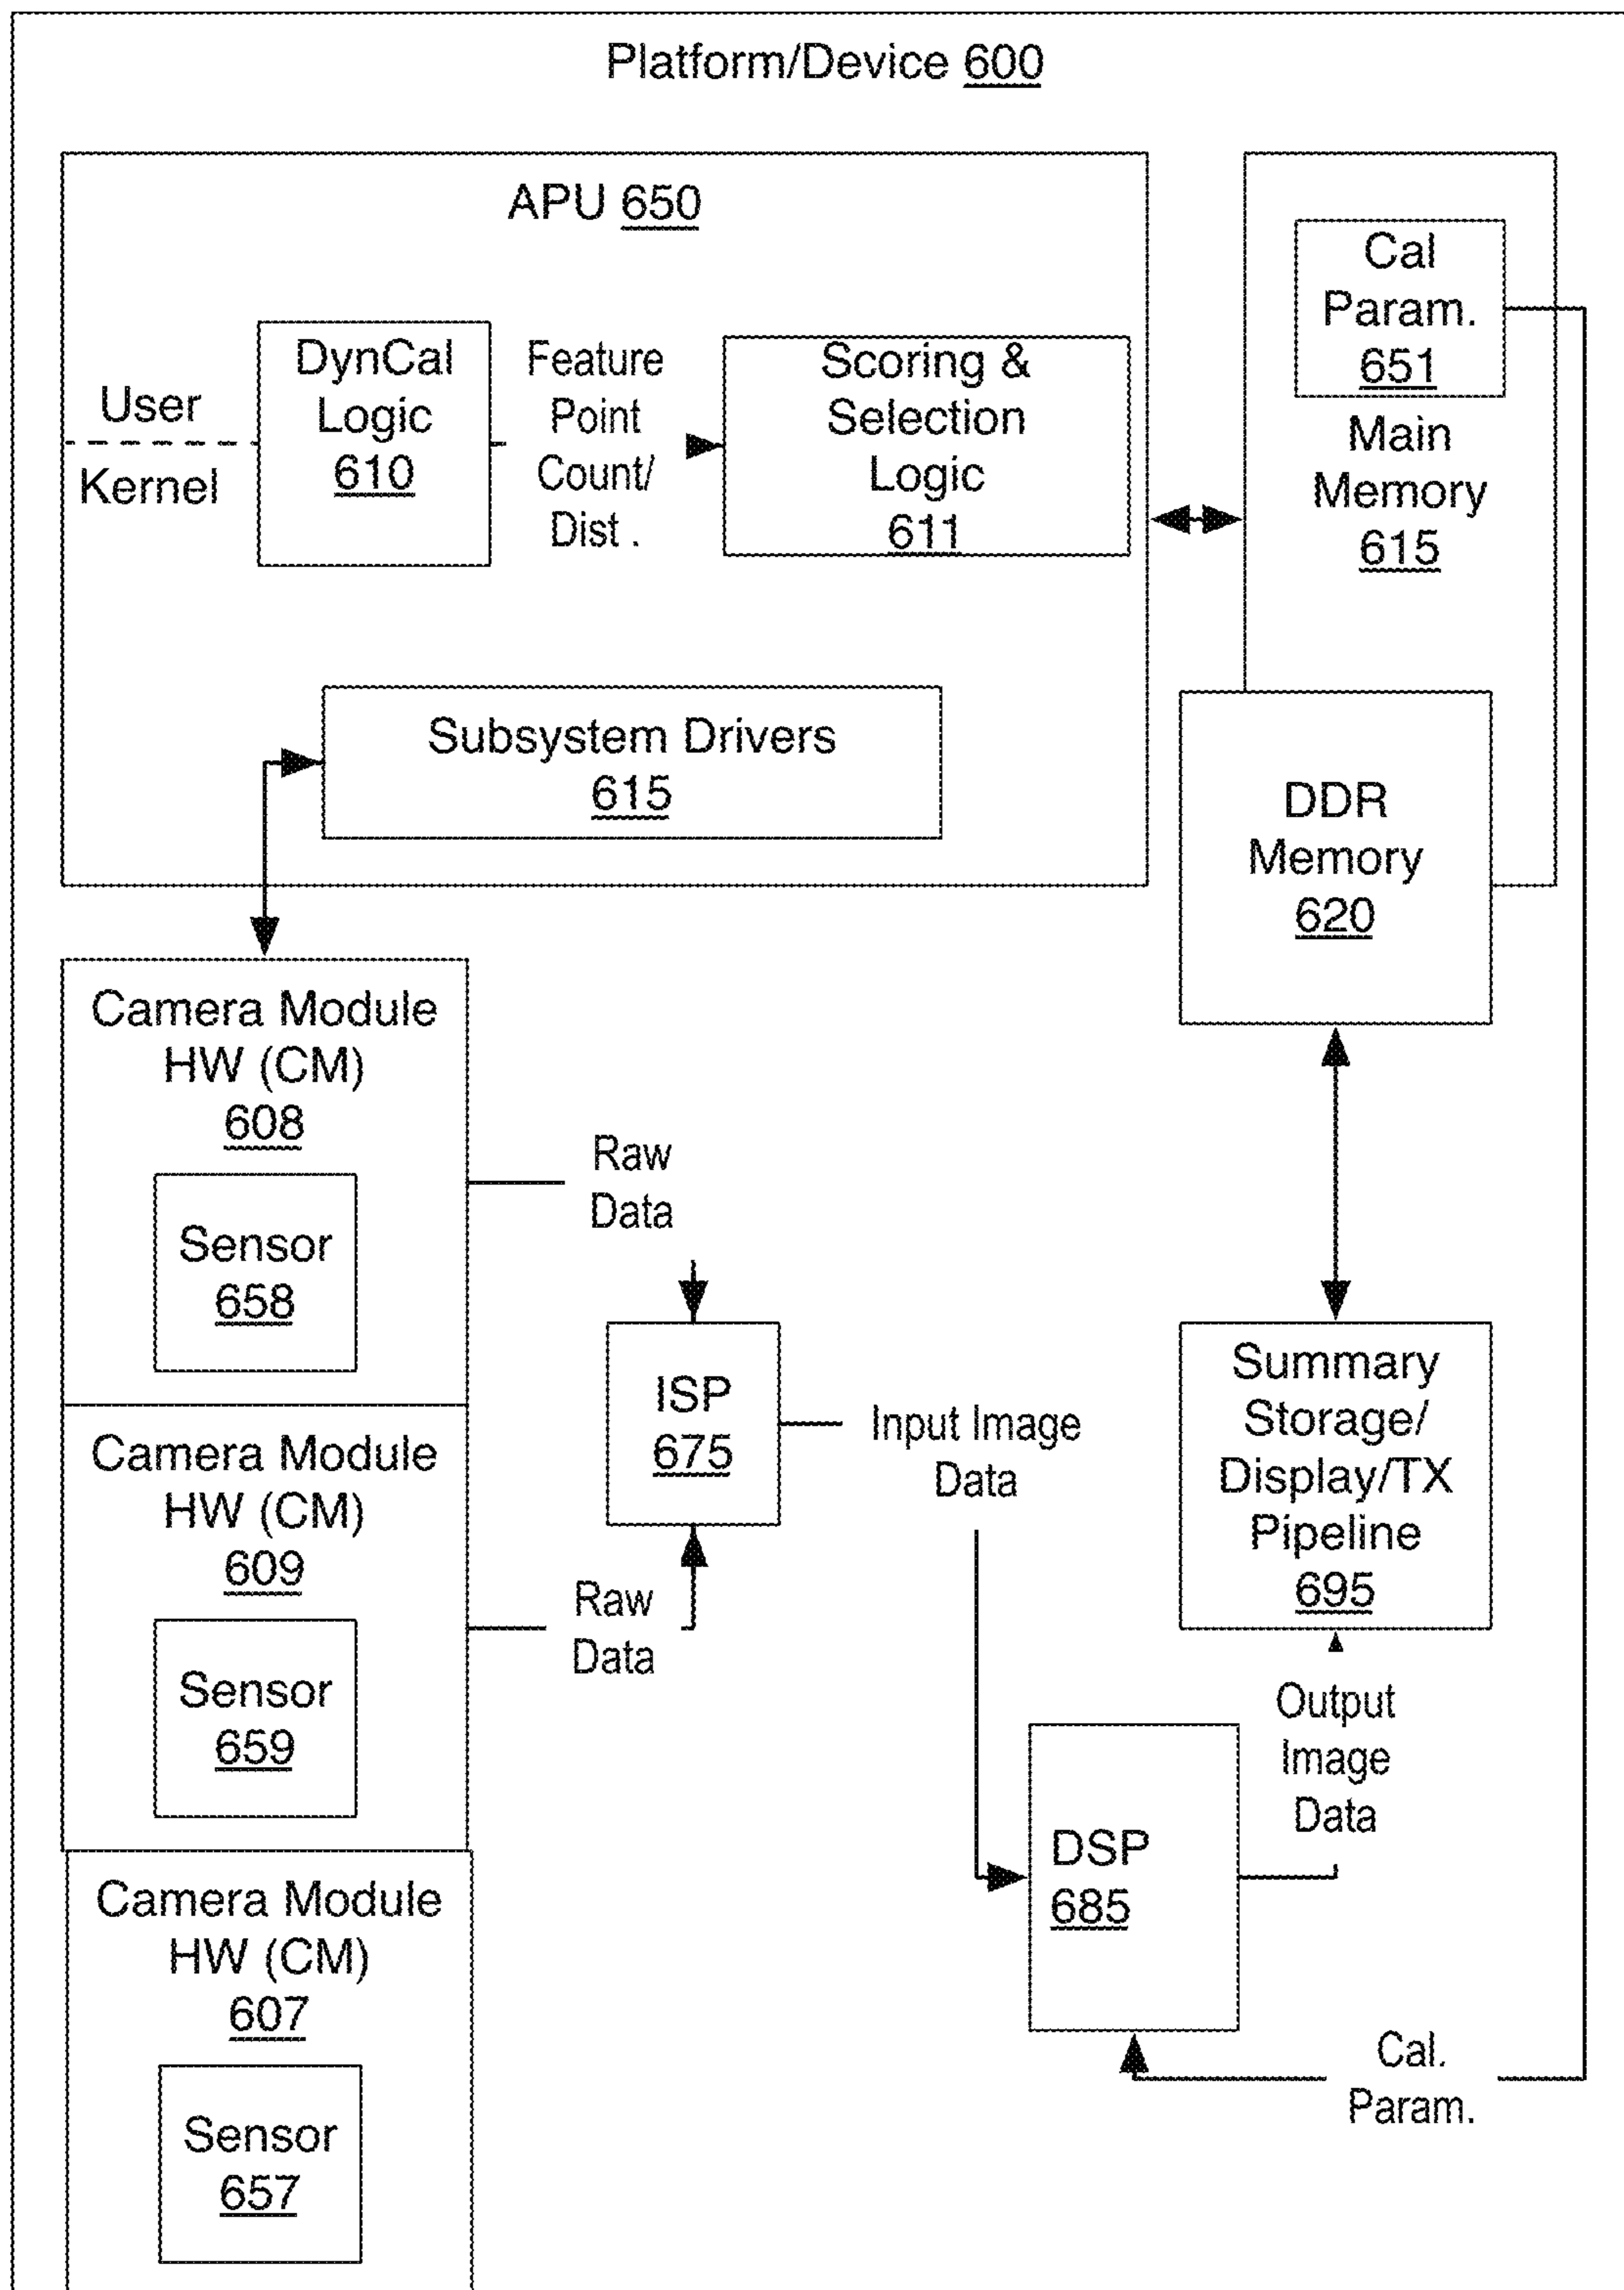 Platform/Device 600
APU 650
User
Kernel
DynCal
Logic
610
Feature
Point
Count/
Dist .
Scoring &
Selection
Logic
611
Cal
Param.
651
Main
Memory
615
Subsystem Drivers
615
DDR
Memory
620
Camera Module
HW (CM)
608
Sensor
658
Raw
Data
Camera Module
HW (CM)
609
Sensor
659
Raw
Data
ISP
675
Input Image
Data
Summary
Storage/
Display/TX
Pipeline
695
Output
Image
Data
DSP
685
Cal.
Param.
Camera Module
HW (CM)
607
Sensor
657